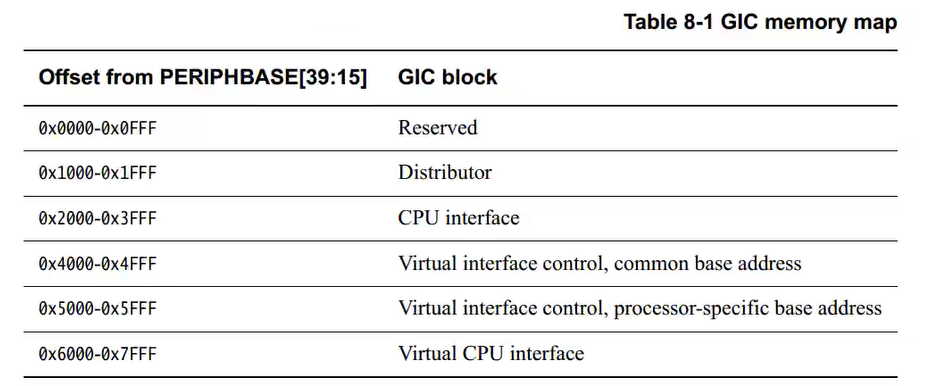 Table 8-1 GIC memory map
Offset from PERIPHBASE[39:15] GIC block
0x0000-0x0FFF Reserved
0x1000-0x1FFF Distributor
0x2000-0x3FFF CPU interface
0x4000-0x4FFF Virtual interface control, common base address
0x5000-0x5FFF Virtual interface control, processor-specific base address
0x6000-0x7FFF Virtual CPU interface